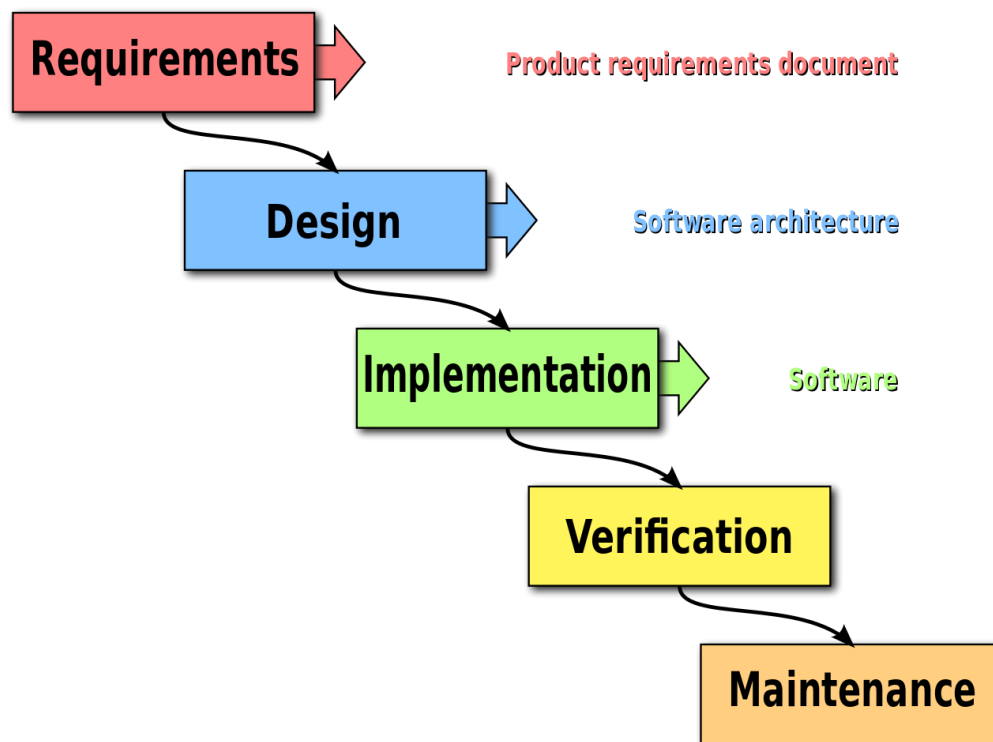 Requirements
Product requirements document
Design
Software architecture
Implementation
Software
Verification
Maintenance